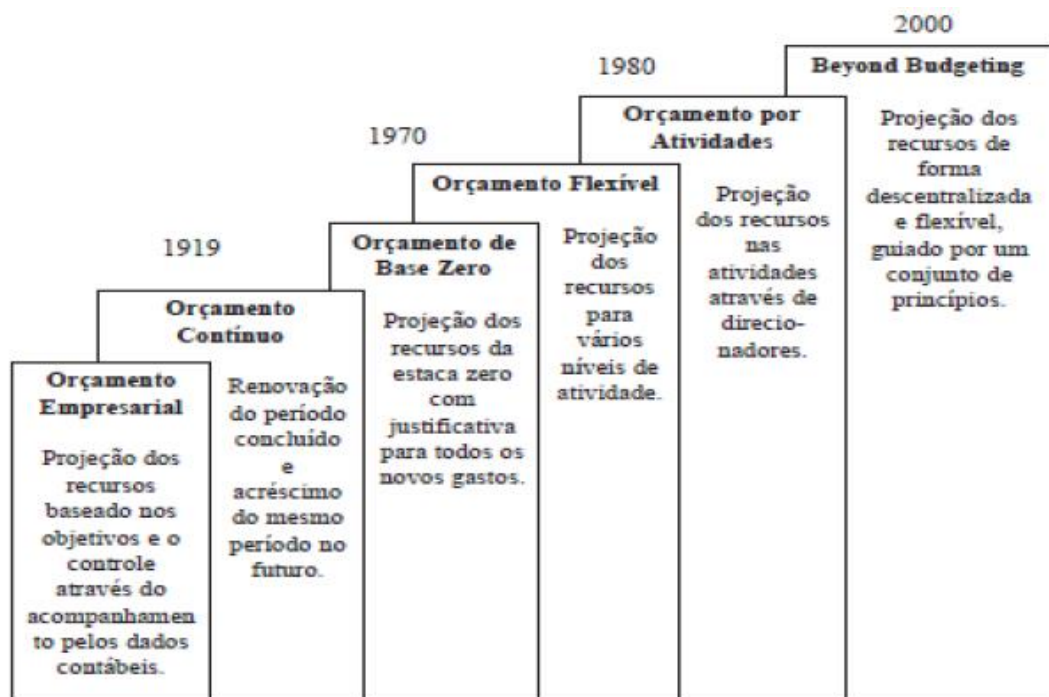 1919
Orçamento
Empresarial
Projeção dos
recursos
baseado nos
objetivos e o
controle
através do
acompanhamen
to pelos dados
contábeis.
Orçamento
Contínuo
Renovação
do período
concluído
e
acréscimo
do mesmo
período no
futuro.
1970
Orçamento de
Base Zero
Projeção dos
recursos da
estaca zero
com
justificativa
para todos os
novos gastos.
Orçamento Flexível
Projeção
dos
recursos
para
vários
níveis de
atividade.
1980
Orçamento por
Atividades
Projeção
dos recursos
nas
atividades
através de
direcio-
nadores.
2000
Beyond Budgeting
Projeção dos
recursos de
forma
descentralizada
e flexível,
guiado por um
conjunto de
princípios.